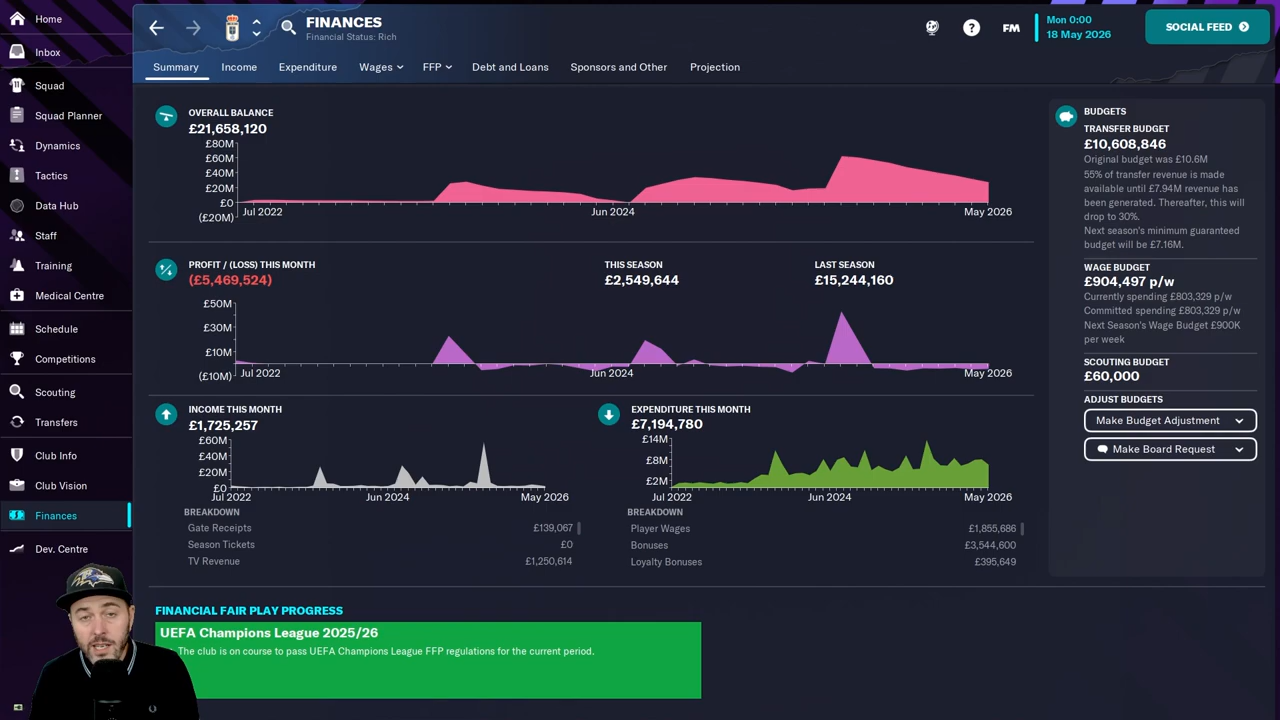 Home
Inbox
Squad
Squad Planner
Dynamics
Tactics
Data Hub
Staff
Training
Medical Centre
Schedule
Competitions
Scouting
Transfers
Club Info
Club Vision
Finances
Dev. Centre
FINANCES
Financial Status: Rich
FM
Mon 0:00
18 May 2026
SOCIAL FEED
Summary
Income
Expenditure
Wages
FFP
Debt and Loans
Sponsors and Other
Projection
OVERALL BALANCE
£21,658,120
£80M
£60M
£40M
£20M
£0
(£20M)
Jul 2022
Jun 2024
May 2026
PROFIT / (LOSS) THIS MONTH
(£5,469,524)
THIS SEASON
£2,549,644
LAST SEASON
£15,244,160
£50M
£30M
£10M
(£10M)
Jul 2022
Jun 2024
May 2026
INCOME THIS MONTH
£1,725,257
£60M
£40M
£20M
£0
Jul 2022
Jun 2024
May 2026
BREAKDOWN
Gate Receipts £139,067
Season Tickets £0
TV Revenue £1,250,614
EXPENDITURE THIS MONTH
£7,194,780
£14M
£8M
£2M
Jul 2022
Jun 2024
May 2026
BREAKDOWN
Player Wages £1,855,686
Bonuses £3,544,600
Loyalty Bonuses £395,649
BUDGETS
TRANSFER BUDGET
£10,608,846
Original budget was £10.6M
55% of transfer revenue is made
available until £7.94M revenue has
been generated. Thereafter, this will
drop to 30%.
Next season's minimum guaranteed
budget will be £7.16M.
WAGE BUDGET
£904,497 p/w
Currently spending £803,329 p/w
Committed spending £803,329 p/w
Next Season's Wage Budget £900K
per week
SCOUTING BUDGET
£60,000
ADJUST BUDGETS
Make Budget Adjustment
Make Board Request
FINANCIAL FAIR PLAY PROGRESS
UEFA Champions League 2025/26
The club is on course to pass UEFA Champions League FFP regulations for the current period.